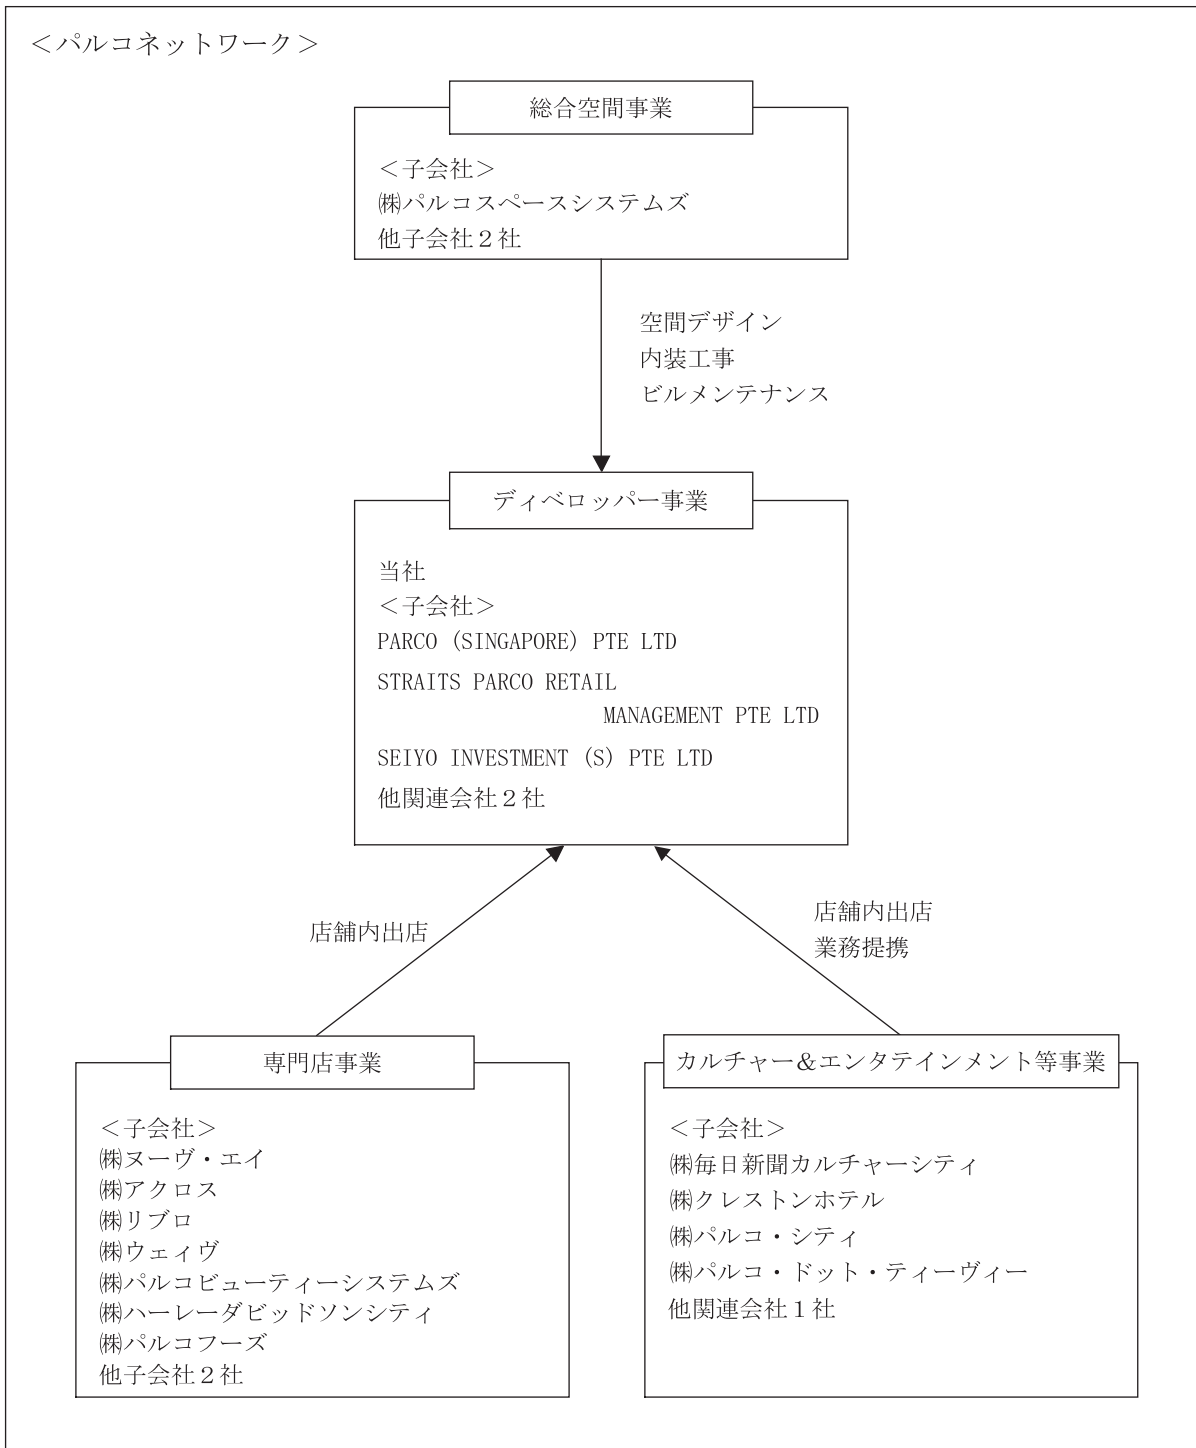 ＜パルコネットワーク＞
総合空間事業
＜子会社＞
㈱パルコスペースシステムズ
他子会社２社
空間デザイン
内装工事
ビルメンテナンス
ディベロッパー事業
当社
＜子会社＞
PARCO (SINGAPORE) PTE LTD
STRAITS PARCO RETAIL
MANAGEMENT PTE LTD
SEIYO INVESTMENT (S) PTE LTD
他関連会社２社
店舗内出店
店舗内出店
業務提携
専門店事業
＜子会社＞
㈱ヌーヴ・エイ
㈱アクロス
㈱リブロ
㈱ウェイヴ
㈱パルコビューティーシステムズ
㈱ハーレーダビッドソンシティ
㈱パルコフーズ
他子会社２社
カルチャー&エンタテインメント等事業
＜子会社＞
㈱毎日新聞カルチャーシティ
㈱クレストンホテル
㈱パルコ・シティ
㈱パルコ・ドット・ティーヴィー
他関連会社１社